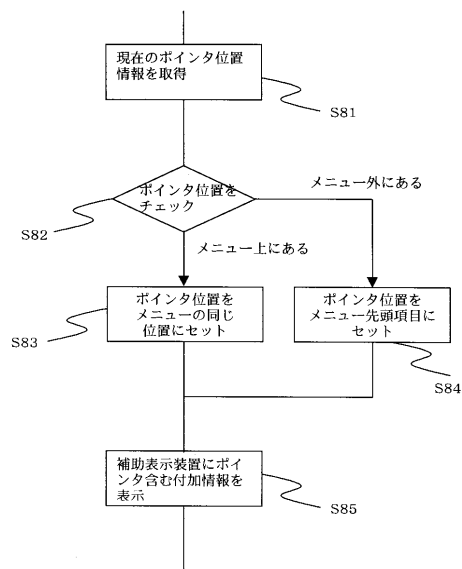 現在のポインタ位置
情報を取得
S81
ポインタ位置を
チェック
メニュー外にある
S82
メニュー上にある
ポインタ位置を
メニューの同じ
位置にセット
ポインタ位置を
メニュー先頭項目に
セット
S83
S84
補助表示装置にポイ
ンタ含む付加情報を
表示
S85